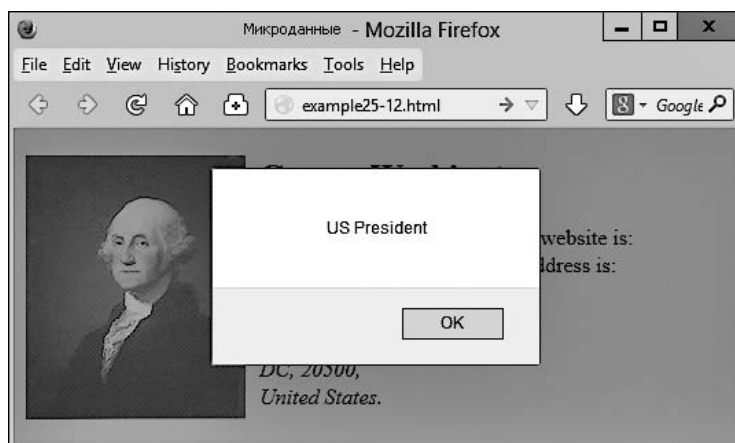 Микроданные - Mozilla Firefox
File Edit View History Bookmarks Tools Help
example25-12.html
8 Google
US President
website is:
is:
OK
DC, 20500,
United States.